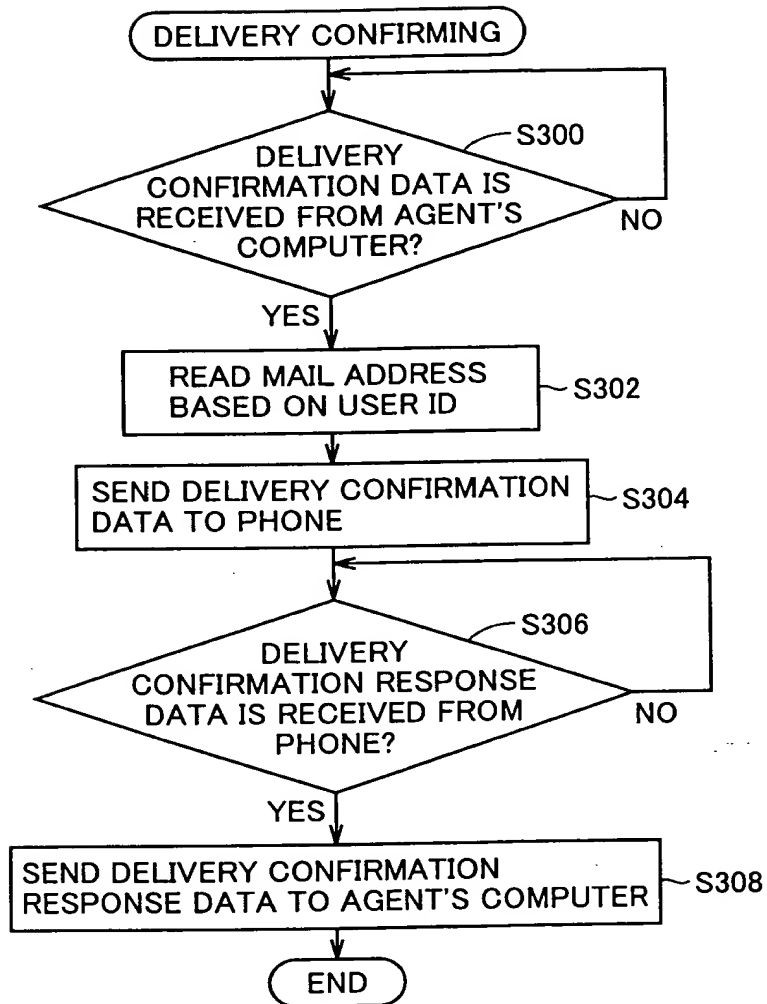 DELIVERY CONFIRMING
S300
DELIVERY
CONFIRMATION DATA IS
RECEIVED FROM AGENT'S
COMPUTER?
NO
YES
READ MAIL ADDRESS
BASED ON USER ID
S302
SEND DELIVERY CONFIRMATION
DATA TO PHONE
S304
S306
DELIVERY
CONFIRMATION RESPONSE
DATA IS RECEIVED FROM
PHONE?
NO
YES
SEND DELIVERY CONFIRMATION
RESPONSE DATA TO AGENT'S COMPUTER
S308
END